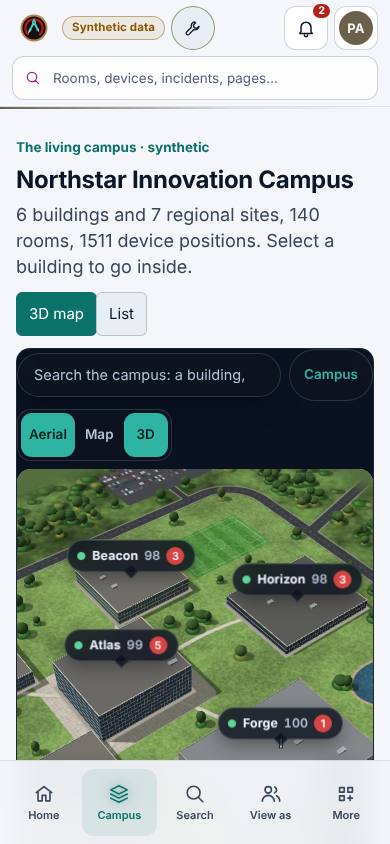 Synthetic data
2
PA
Rooms, devices, incidents, pages...
The living campus · synthetic
Northstar Innovation Campus
6 buildings and 7 regional sites, 140
rooms, 1511 device positions. Select a
building to go inside.
3D map
List
Search the campus: a building,
Campus
Aerial
Map
3D
Beacon 98 3
Horizon 98 3
Atlas 99 5
Forge 100 1
Home
Campus
Search
View as
More